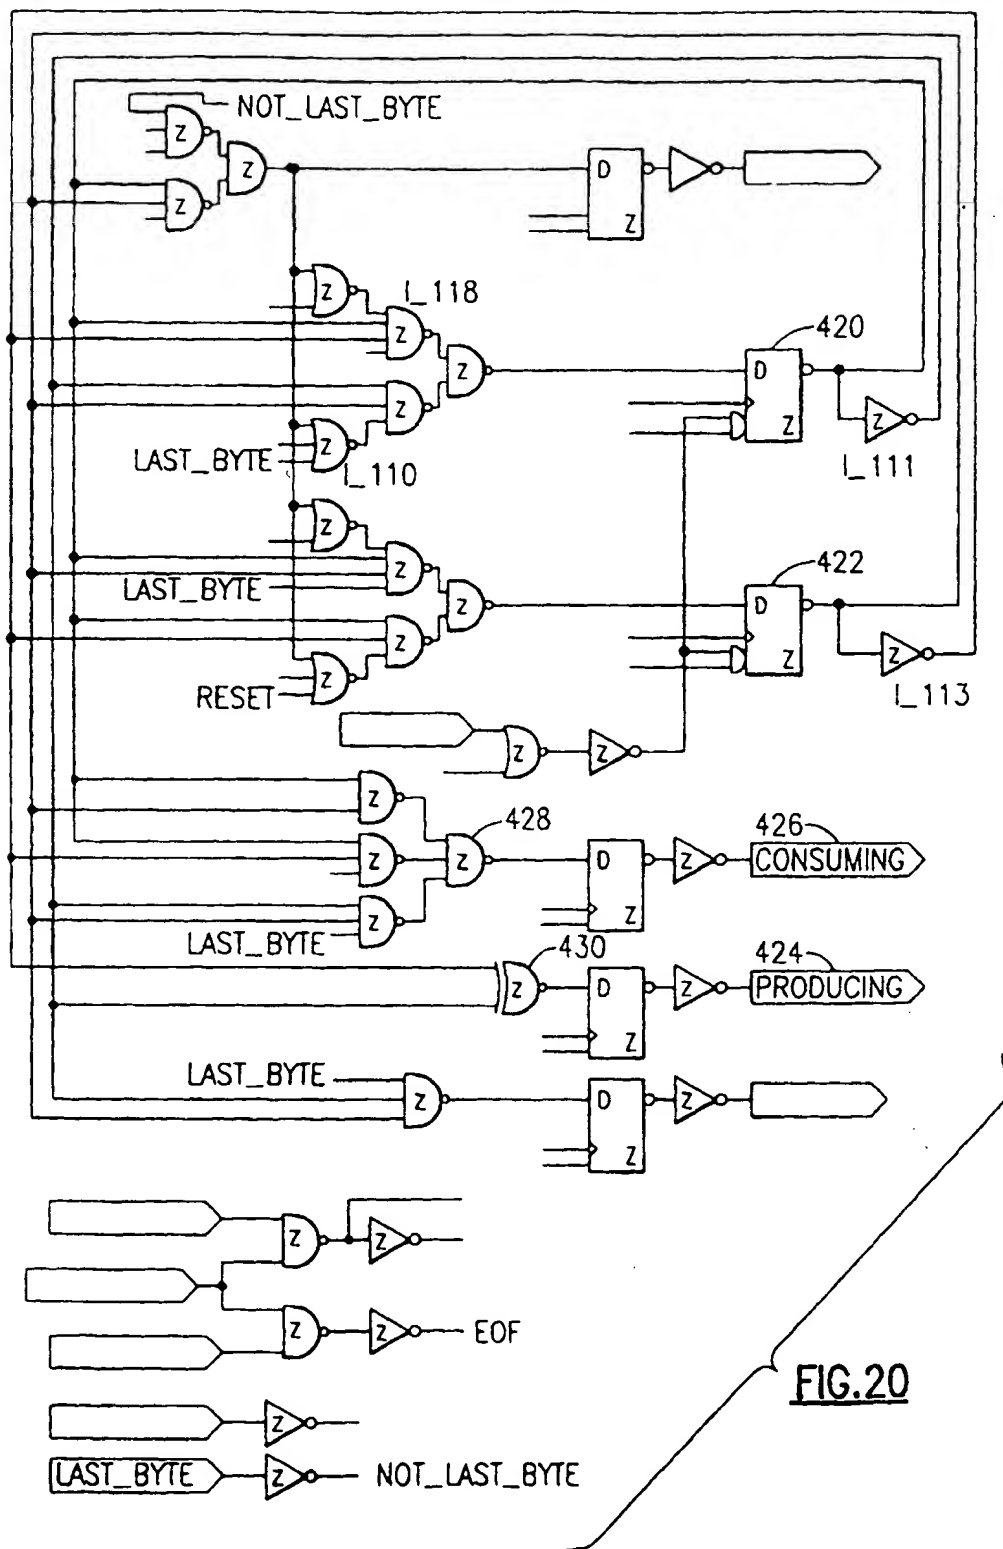 NOT_LAST_BYTE
Z
Z
Z
D
Z
Z
Z
I_118
Z
420
Z
D
Z
Z
Z
LAST_BYTE
Z
I_110
I_111
Z
Z
422
LAST_BYTE
Z
D
Z
Z
Z
RESET
Z
I_113
Z
Z
Z
428
426
Z
Z
D
Z
CONSUMING
Z
Z
LAST_BYTE
430
424
Z
D
Z
PRODUCING
Z
LAST_BYTE
Z
D
Z
Z
Z
Z
Z
Z
EOF
FIG.20
Z
LAST_BYTE
Z
NOT_LAST_BYTE